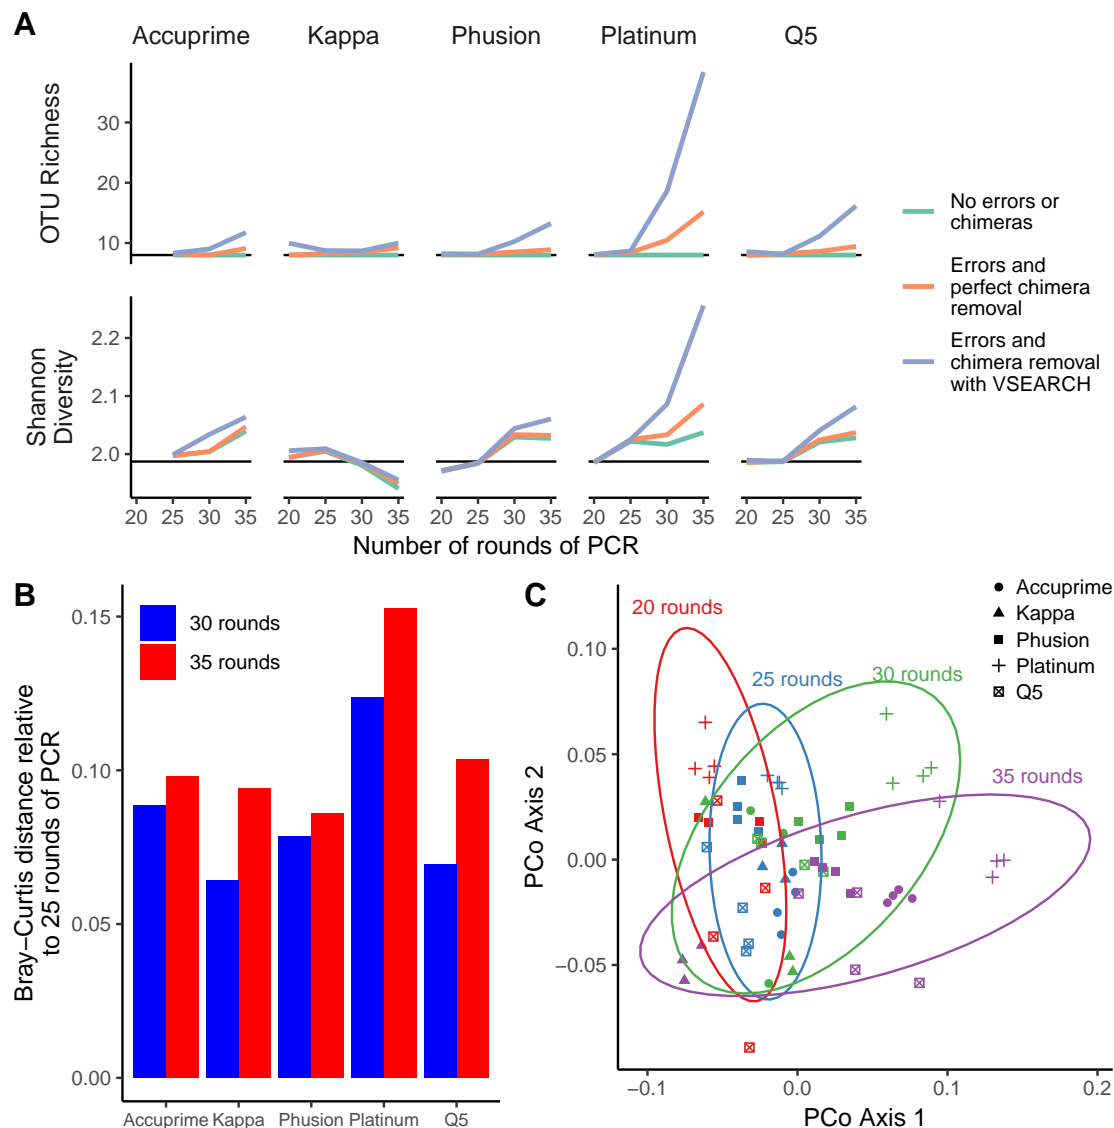 A
Accuprime Kappa Phusion Platinum Q5
OTU Richness
30
20
10
Shannon
Diversity
2.2
2.1
2.0
20 25 30 35 20 25 30 35 20 25 30 35 20 25 30 35 20 25 30 35
Number of rounds of PCR
No errors or
chimeras
Errors and
perfect chimera
removal
Errors and
chimera removal
with VSEARCH
B
Bray−Curtis distance relative
to 25 rounds of PCR
0.15
0.10
0.05
0.00
30 rounds
35 rounds
Accuprime Kappa Phusion Platinum Q5
C
20 rounds
25 rounds
30 rounds
35 rounds
Accuprime
Kappa
Phusion
Platinum
Q5
PCo Axis 2
0.10
0.05
0.00
−0.05
−0.1 0.0 0.1 0.2
PCo Axis 1